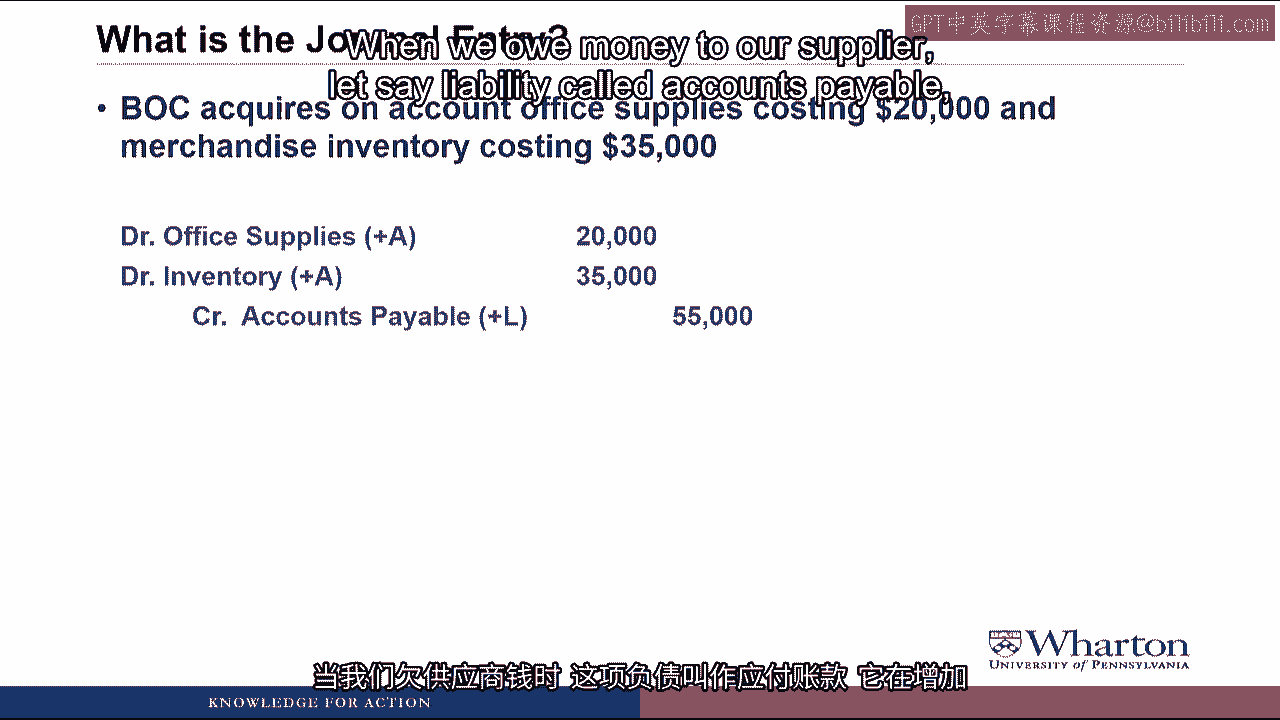 GPT中英字幕课程资源@bilibili.com
What is the Journal Entry?
When we owe money to our supplier,
let say liability called accounts payable,
• BOC acquires on account office supplies costing $20,000 and
merchandise inventory costing $35,000
Dr. Office Supplies (+A) 20,000
Dr. Inventory (+A) 35,000
Cr. Accounts Payable (+L) 55,000
Wharton
UNIVERSITY of PENNSYLVANIA
当我们欠供应商钱时 这项负债叫作应付账款 它在增加
KNOWLEDGE FOR ACTION